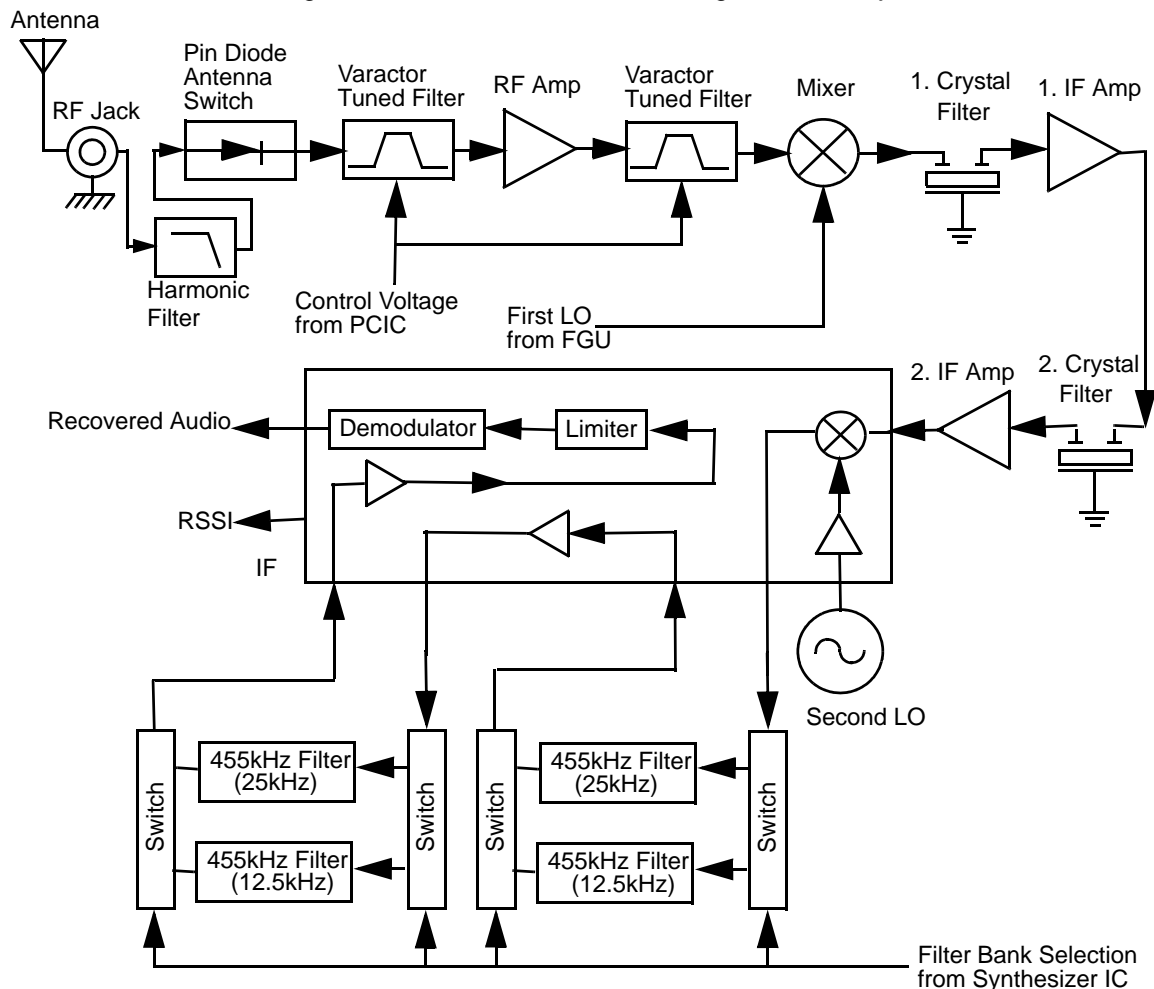 Antenna
RF Jack
Pin Diode
Antenna
Switch
Varactor
Tuned Filter
RF Amp
Varactor
Tuned Filter
Mixer
1. Crystal
Filter
1. IF Amp
Harmonic
Filter
Control Voltage
from PCIC
First LO
from FGU
2. IF Amp
2. Crystal
Filter
Recovered Audio
Demodulator
Limiter
RSSI
IF
Second LO
Switch
455kHz Filter
(25kHz)
455kHz Filter
(12.5kHz)
Switch
Switch
455kHz Filter
(25kHz)
455kHz Filter
(12.5kHz)
Switch
Filter Bank Selection
from Synthesizer IC